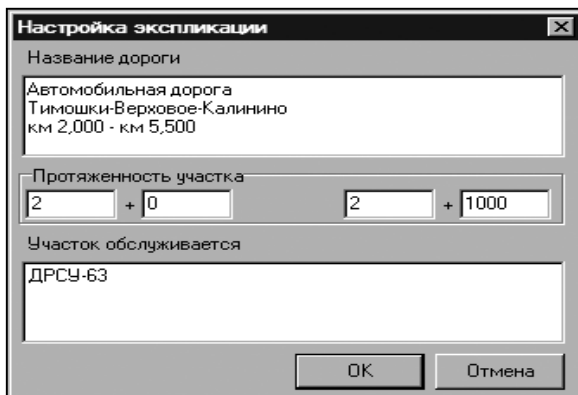 Настройка экспликации
Название дороги
Автомобильная дорога
Тимошки-Верховое-Калинино
км 2,000 - км 5,500
Протяженность участка
2 + 0 2 + 1000
Участок обслуживается
ДРСУ-63
OK Отмена